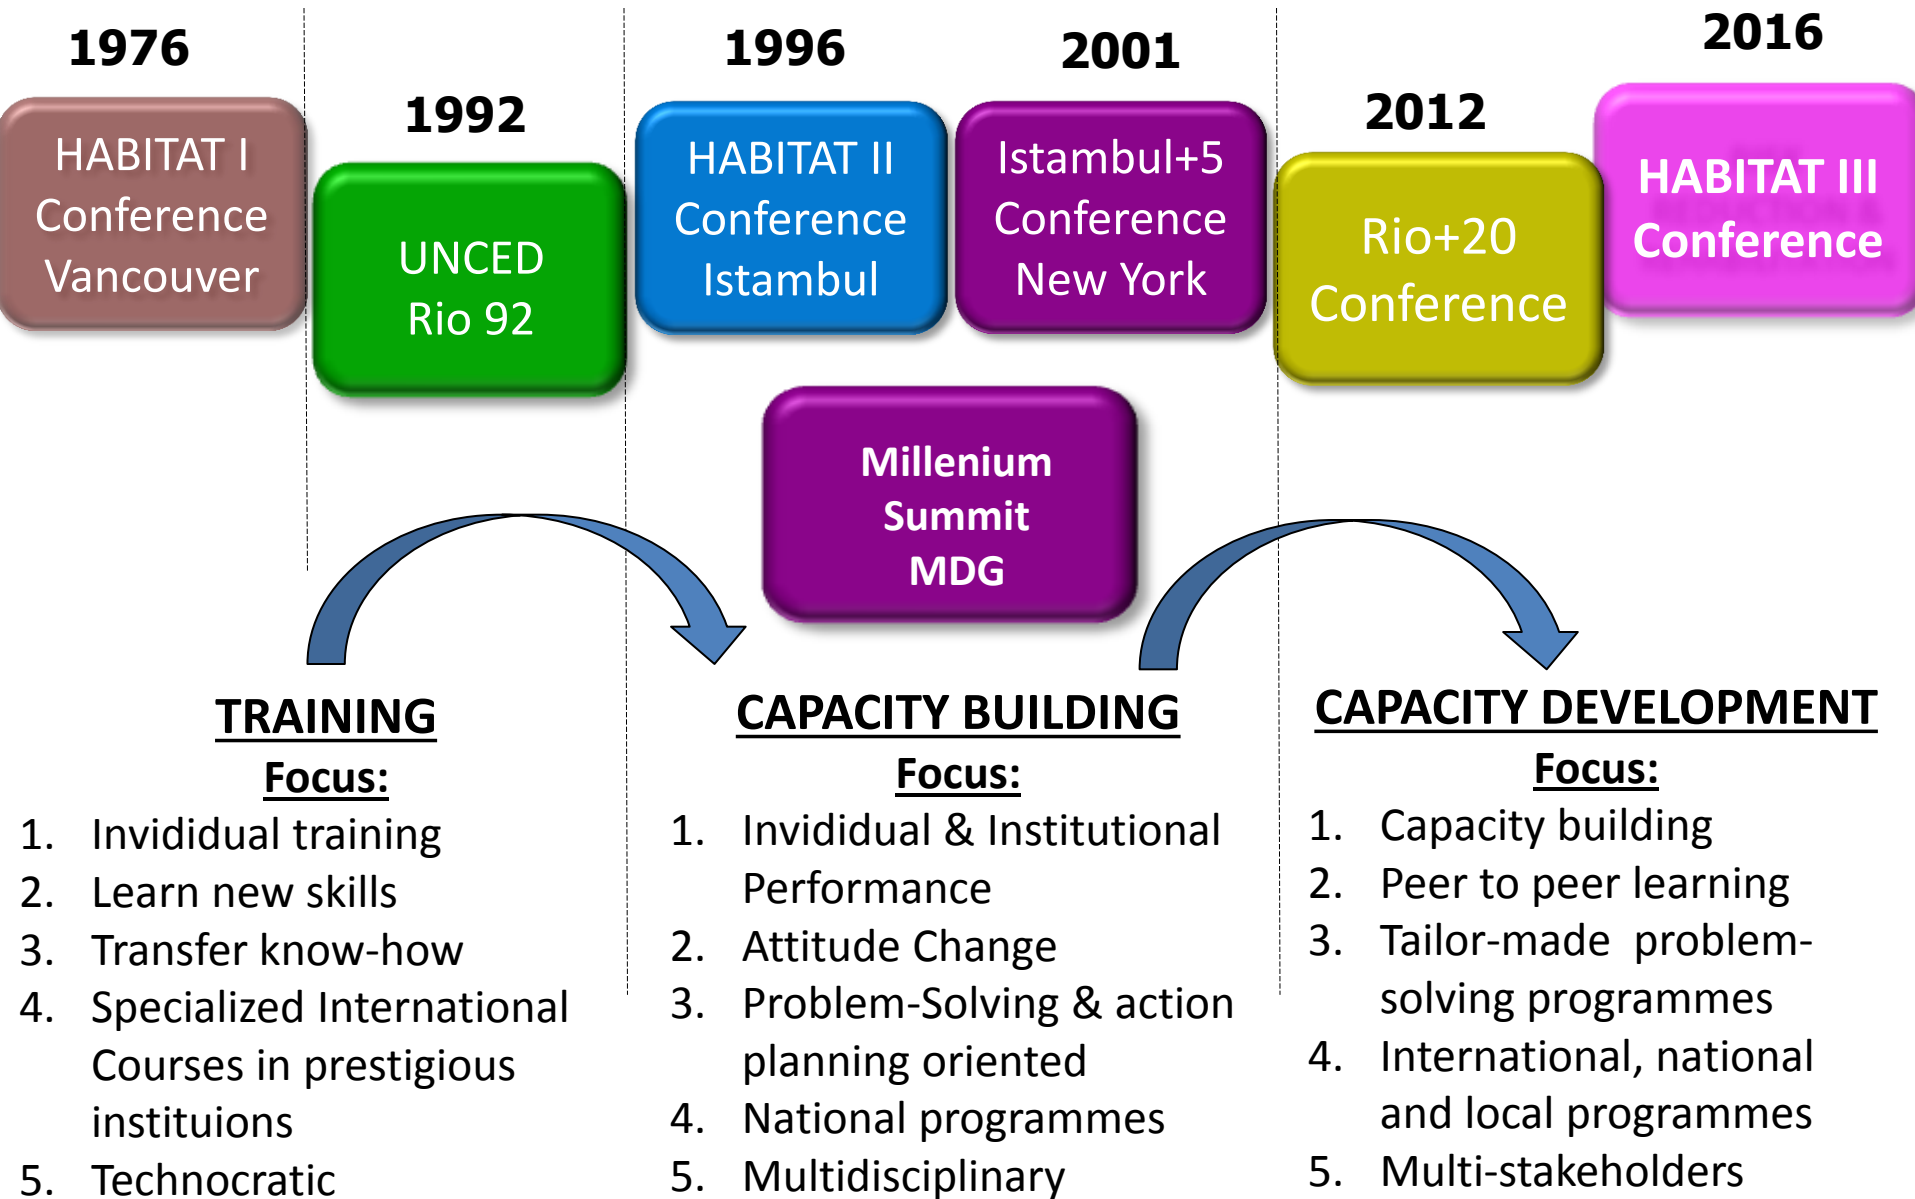 1976
HABITAT I
Conference
Vancouver
1992
UNCED
Rio 92
1996
HABITAT II
Conference
Istambul
2001
Istambul+5
Conference
New York
2012
Rio+20
Conference
2016
HABITAT III
Conference
Millenium
Summit
MDG
TRAINING
Focus:
1. Invididual training
2. Learn new skills
3. Transfer know-how
4. Specialized International
Courses in prestigious
instituions
5. Technocratic
CAPACITY BUILDING
Focus:
1. Invididual & Institutional
Performance
2. Attitude Change
3. Problem-Solving & action
planning oriented
4. National programmes
5. Multidisciplinary
CAPACITY DEVELOPMENT
Focus:
1. Capacity building
2. Peer to peer learning
3. Tailor-made problem-
solving programmes
4. International, national
and local programmes
5. Multi-stakeholders